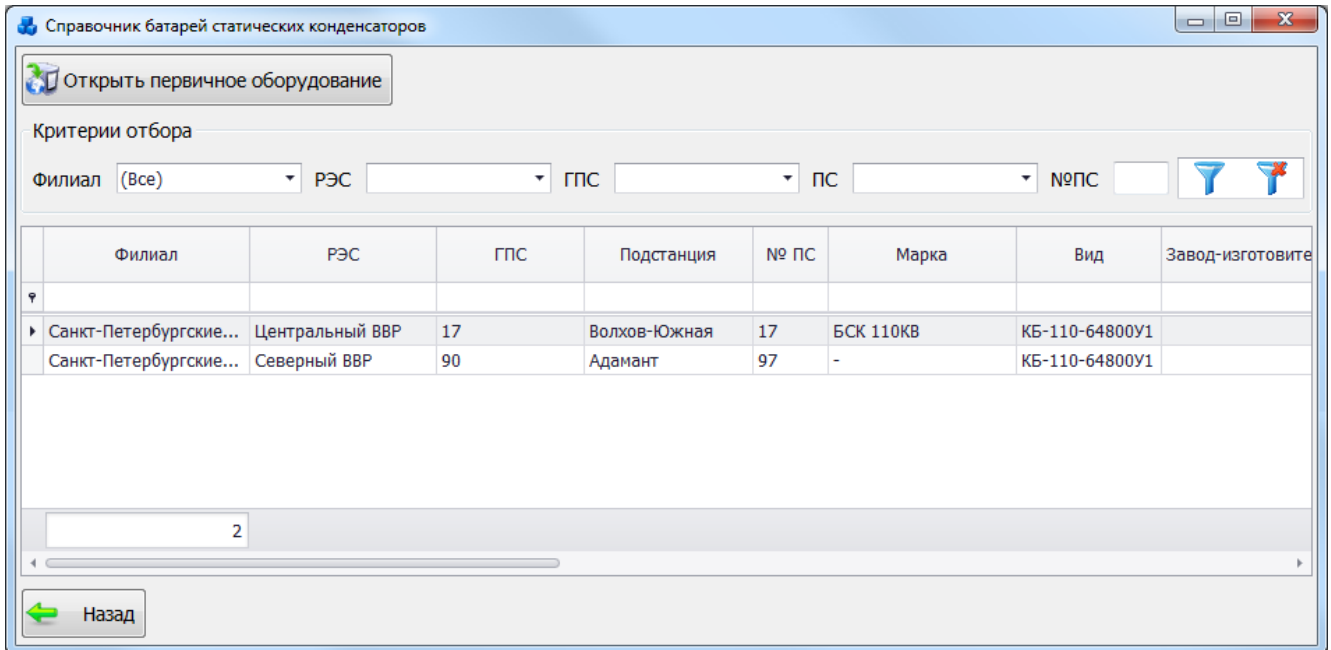 Справочник батарей статических конденсаторов
Открыть первичное оборудование
Критерии отбора
Филиал (Все) РЭС ГПС ПС №ПС
Филиал РЭС ГПС Подстанция № ПС Марка Вид Завод-изготовите
Санкт-Петербургские... Центральный ВВР 17 Волхов-Южная 17 БСК 110КВ КБ-110-64800У1
Санкт-Петербургские... Северный ВВР 90 Адамант 97 - КБ-110-64800У1
2
Назад